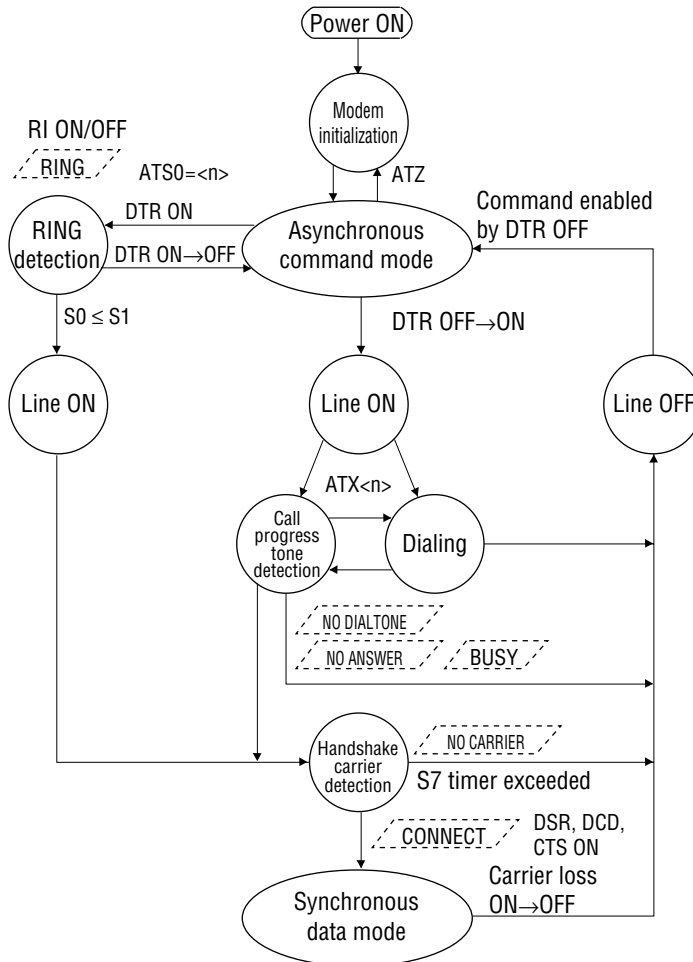 Power ON
Modem
initialization
RI ON/OFF
RING
ATS0=<n>
ATZ
DTR ON
RING
detection
DTR ON→OFF
Asynchronous
command mode
Command enabled
by DTR OFF
S0 ≤ S1
DTR OFF→ON
Line ON
Line ON
Line OFF
ATX<n>
Call
progress
tone
detection
Dialing
NO DIALTONE
NO ANSWER
BUSY
Handshake
carrier
detection
NO CARRIER
S7 timer exceeded
CONNECT
DSR, DCD,
CTS ON
Carrier loss
ON→OFF
Synchronous
data mode